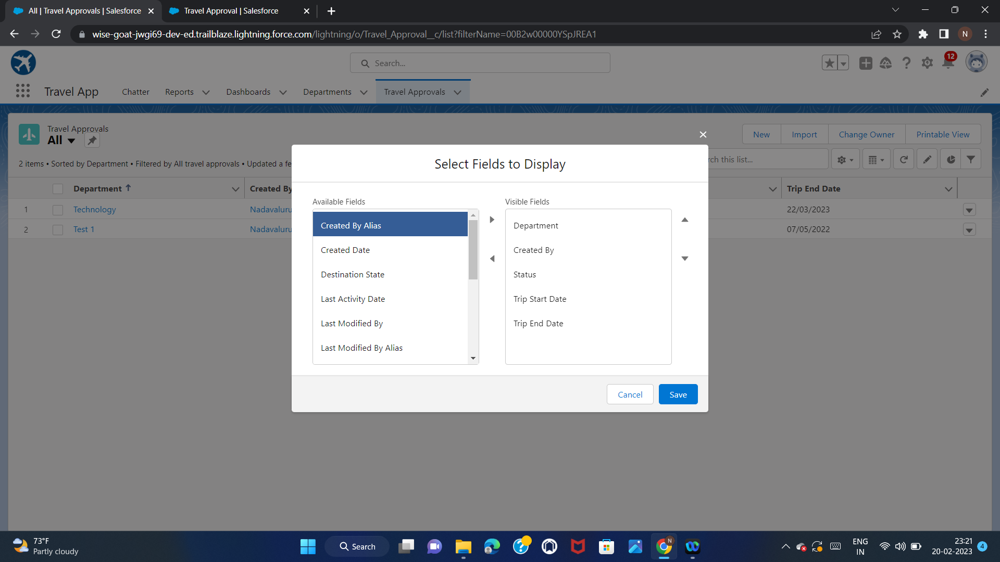 All | Travel Approvals | Salesforce
Travel Approval | Salesforce
wise-goat-jwgi69-dev-ed.trailblaze.lightning.force.com/lightning/o/Travel_Approval__c/list?filterName=00B2w00000YSpJREA1
N
Search...
12
Travel App
Chatter
Reports
Dashboards
Departments
Travel Approvals
Travel Approvals
All
New
Import
Change Owner
Printable View
2 items • Sorted by Department • Filtered by All travel approvals • Updated a fe
rch this list...
Department
Created By
Trip End Date
1
Technology
Nadavaluru
22/03/2023
2
Test 1
Nadavaluru
07/05/2022
Select Fields to Display
Available Fields
Created By Alias
Created Date
Destination State
Last Activity Date
Last Modified By
Last Modified By Alias
Visible Fields
Department
Created By
Status
Trip Start Date
Trip End Date
Cancel
Save
73°F
Partly cloudy
Search
N
ENG
IN
23:21
20-02-2023
4